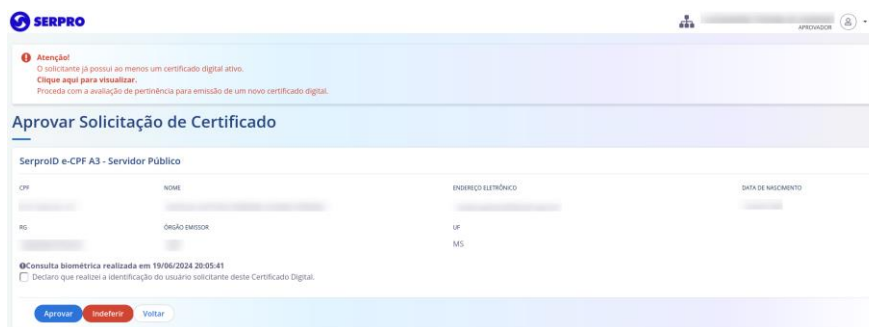 SERPRO
APROVADOR
Atenção!
O solicitante já possui ao menos um certificado digital ativo.
Clique aqui para visualizar.
Proceda com a avaliação de pertinência para emissão de um novo certificado digital.
Aprovar Solicitação de Certificado
SerproID e-CPF A3 - Servidor Público
CPF NOME ENDEREÇO ELETRÔNICO DATA DE NASCIMENTO
RG ÓRGÃO EMISSOR UF
MS
Consulta biométrica realizada em 19/06/2024 20:05:41
Declaro que realizei a identificação do usuário solicitante deste Certificado Digital.
Aprovar Indeferir Voltar